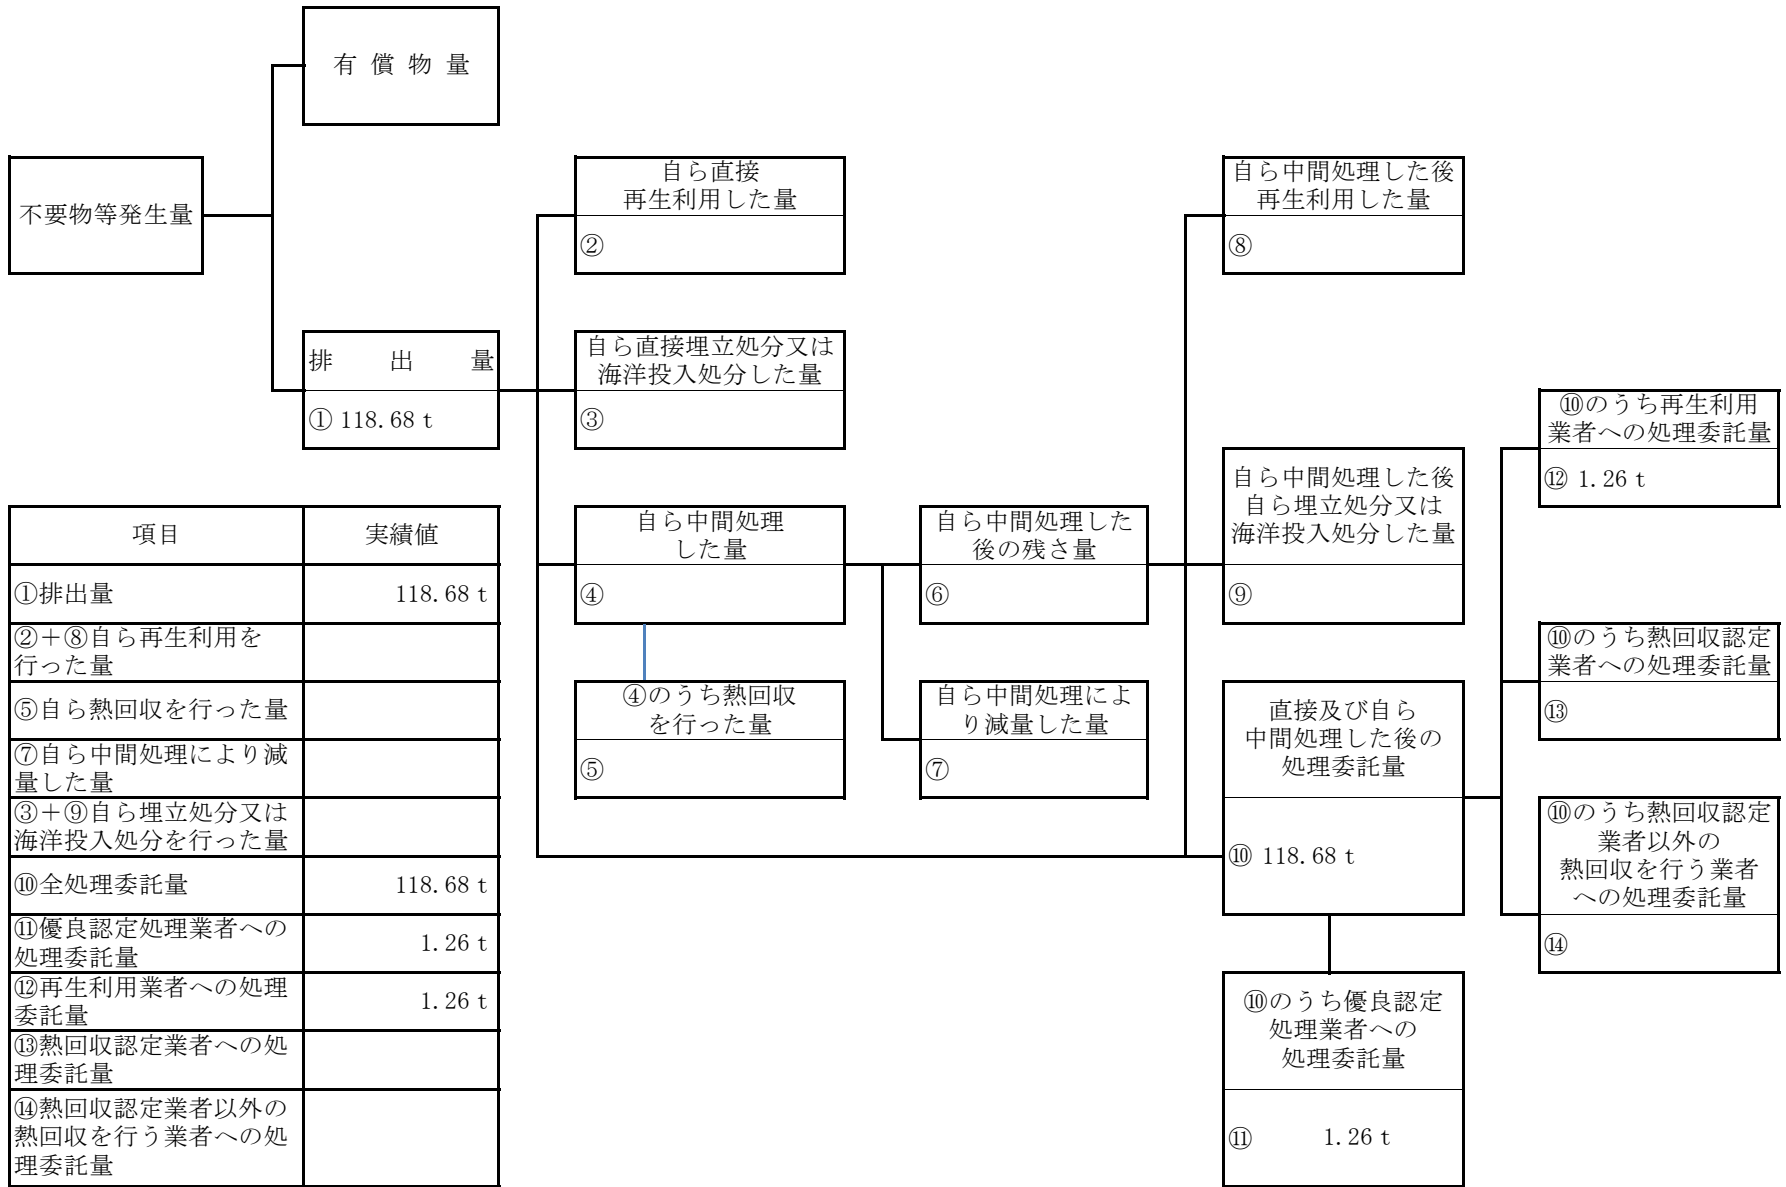 有償物量
不要物等発生量
排出量
① 118.68 t
自ら直接
再生利用した量
②
自ら直接埋立処分又は
海洋投入処分した量
③
自ら中間処理
した量
④
④のうち熱回収
を行った量
⑤
自ら中間処理した
後の残さ量
⑥
自ら中間処理によ
り減量した量
⑦
自ら中間処理した後
再生利用した量
⑧
自ら中間処理した後
自ら埋立処分又は
海洋投入処分した量
⑨
直接及び自ら
中間処理した後の
処理委託量
⑩ 118.68 t
⑩のうち優良認定
処理業者への
処理委託量
⑪ 1.26 t
⑩のうち再生利用
業者への処理委託量
⑫ 1.26 t
⑩のうち熱回収認定
業者への処理委託量
⑬
⑩のうち熱回収認定
業者以外の
熱回収を行う業者
への処理委託量
⑭
項目 実績値
①排出量 118.68 t
②＋⑧自ら再生利用を
行った量
⑤自ら熱回収を行った量
⑦自ら中間処理により減
量した量
③＋⑨自ら埋立処分又は
海洋投入処分を行った量
⑩全処理委託量 118.68 t
⑪優良認定処理業者への
処理委託量 1.26 t
⑫再生利用業者への処理
委託量 1.26 t
⑬熱回収認定業者への処
理委託量
⑭熱回収認定業者以外の
熱回収を行う業者への処
理委託量